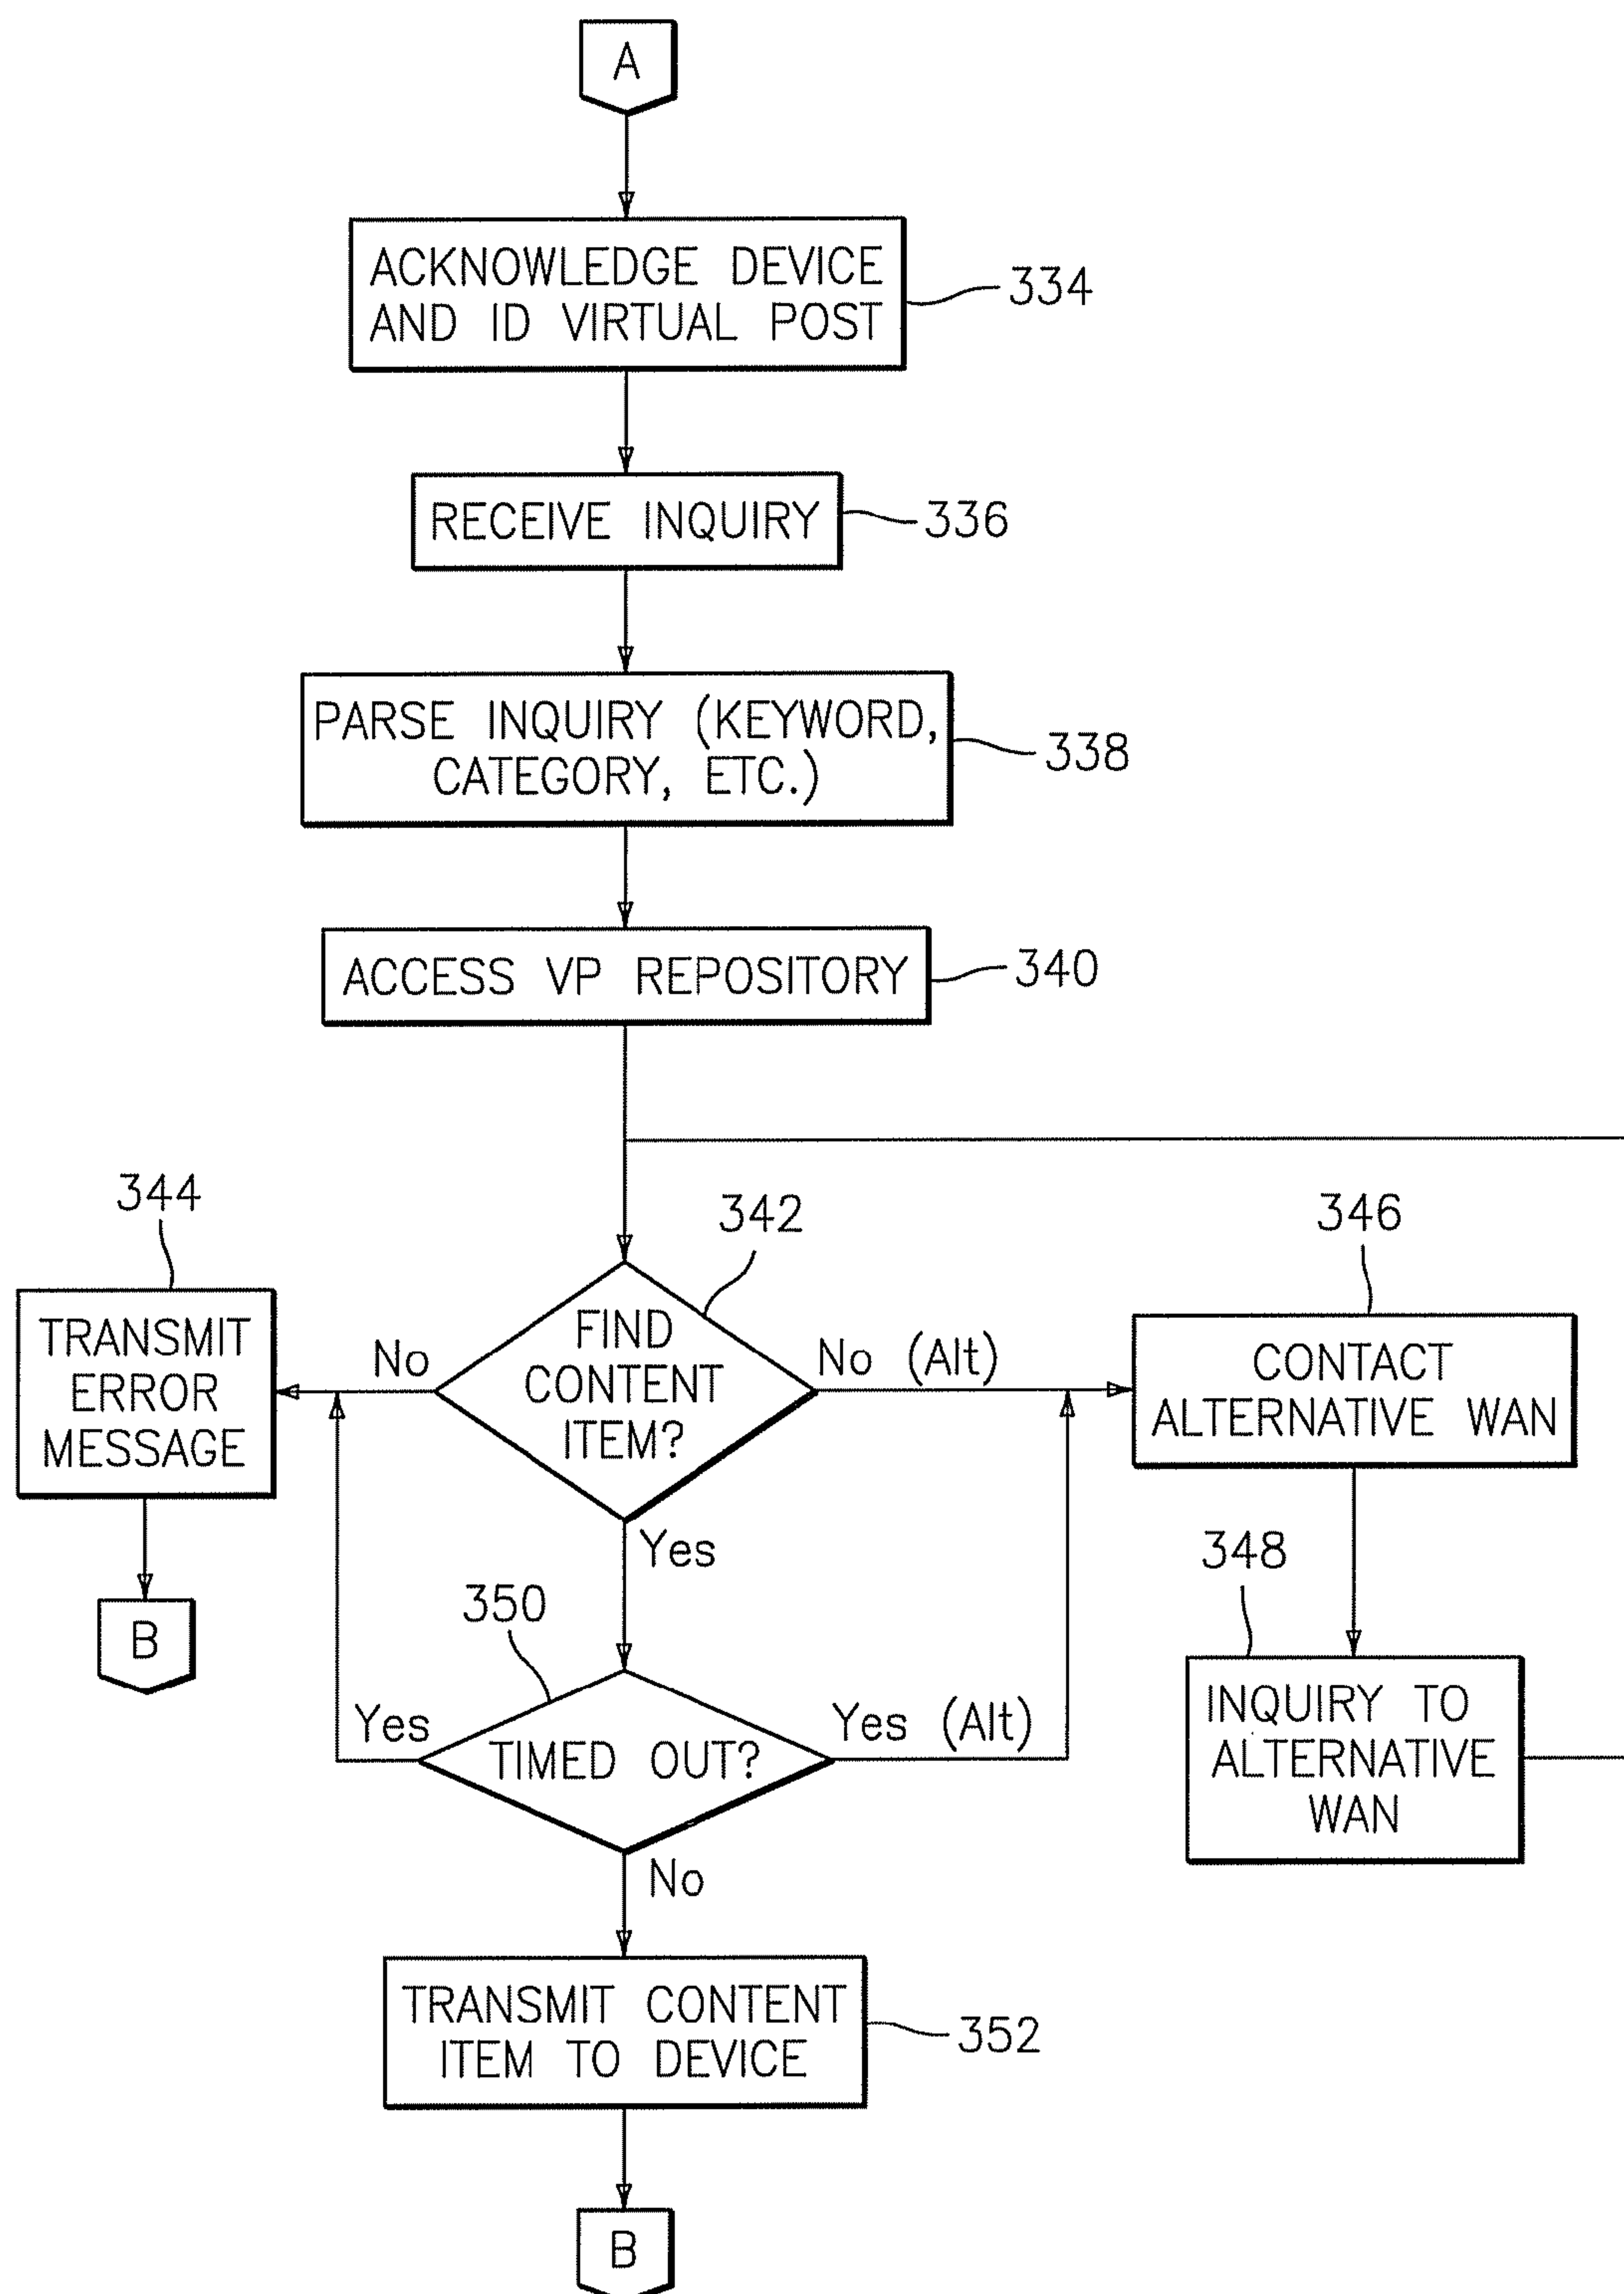 A
ACKNOWLEDGE DEVICE
AND ID VIRTUAL POST
334
RECEIVE INQUIRY
336
PARSE INQUIRY (KEYWORD,
CATEGORY, ETC.)
338
ACCESS VP REPOSITORY
340
344
342
346
TRANSMIT
ERROR
MESSAGE
No
FIND
CONTENT
ITEM?
No (Alt)
CONTACT
ALTERNATIVE WAN
Yes
348
350
B
Yes
TIMED OUT?
Yes (Alt)
INQUIRY TO
ALTERNATIVE
WAN
No
TRANSMIT CONTENT
ITEM TO DEVICE
352
B